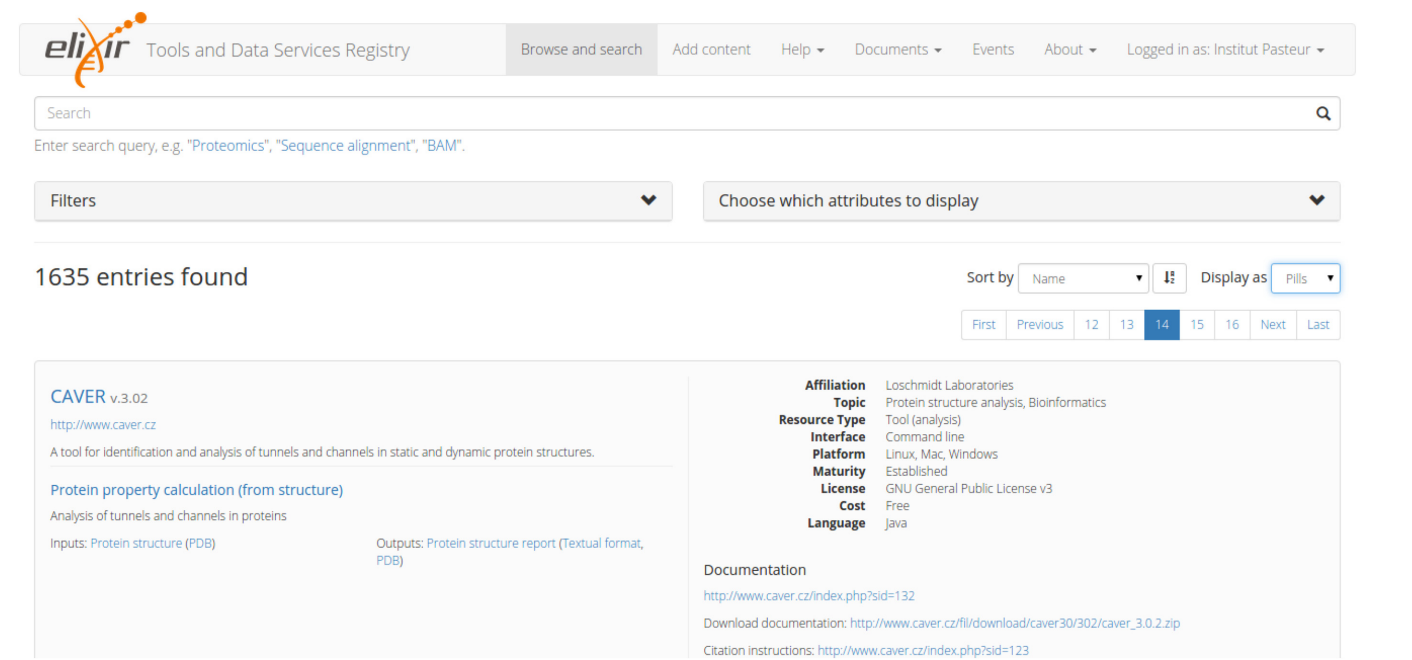 elixir Tools and Data Services Registry Browse and search Add content Help Documents Events About Logged in as: Institut Pasteur
Search
Enter search query, e.g. "Proteomics", "Sequence alignment", "BAM".
Filters
Choose which attributes to display
1635 entries found
Sort by Name Display as Pills
First Previous 12 13 14 15 16 Next Last
CAVER v.3.02
http://www.caver.cz
A tool for identification and analysis of tunnels and channels in static and dynamic protein structures.
Protein property calculation (from structure)
Analysis of tunnels and channels in proteins
Inputs: Protein structure (PDB)
Outputs: Protein structure report (Textual format,
PDB)
Affiliation Loschmidt Laboratories
Topic Protein structure analysis, Bioinformatics
Resource Type Tool (analysis)
Interface Command line
Platform Linux, Mac, Windows
Maturity Established
License GNU General Public License v3
Cost Free
Language Java
Documentation
http://www.caver.cz/index.php?sid=132
Download documentation: http://www.caver.cz/fil/download/caver30/302/caver_3.0.2.zip
Citation instructions: http://www.caver.cz/index.php?sid=123